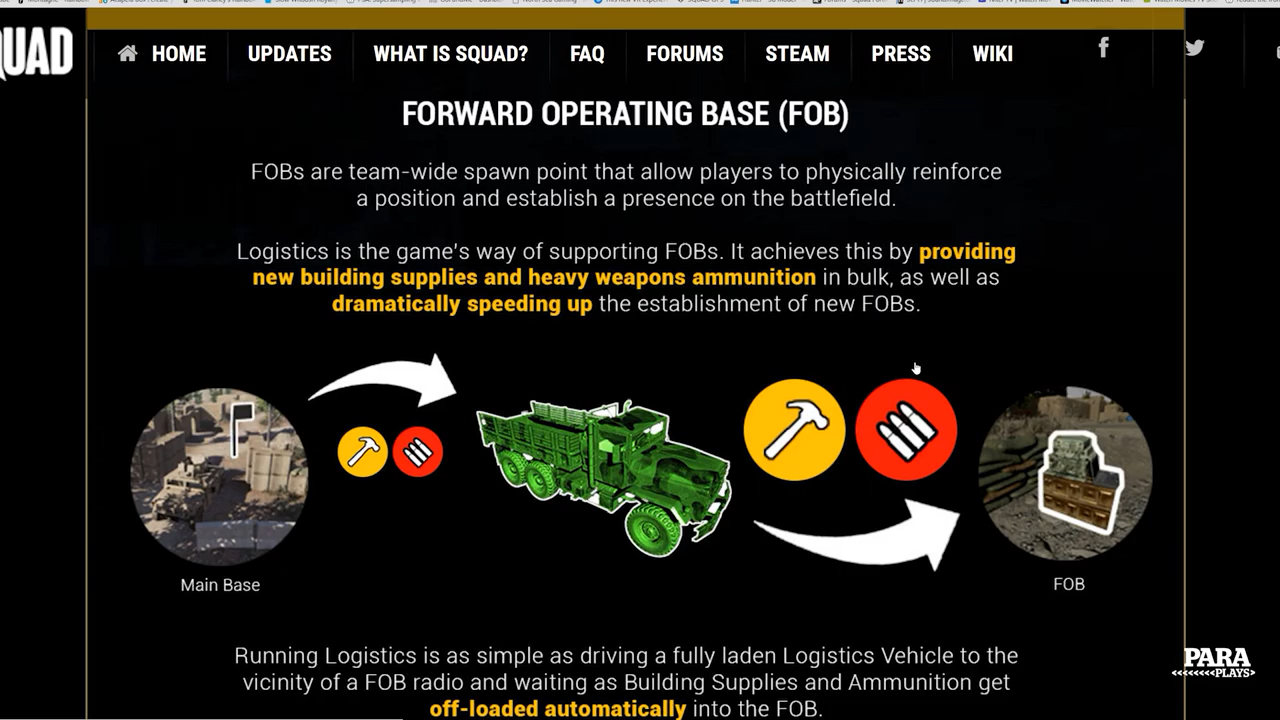 QUAD
HOME UPDATES WHAT IS SQUAD? FAQ FORUMS STEAM PRESS WIKI
FORWARD OPERATING BASE (FOB)
FOBs are team-wide spawn point that allow players to physically reinforce
a position and establish a presence on the battlefield.
Logistics is the game's way of supporting FOBs. It achieves this by providing
new building supplies and heavy weapons ammunition in bulk, as well as
dramatically speeding up the establishment of new FOBs.
Main Base
FOB
Running Logistics is as simple as driving a fully laden Logistics Vehicle to the
vicinity of a FOB radio and waiting as Building Supplies and Ammunition get
off-loaded automatically into the FOB.
PARA
PLAYS